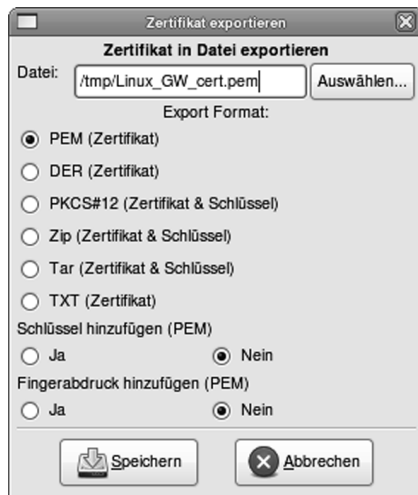 Zertifikat exportieren
Zertifikat in Datei exportieren
Datei: /tmp/Linux_GW_cert.pem Auswählen...
Export Format:
PEM (Zertifikat)
DER (Zertifikat)
PKCS#12 (Zertifikat & Schlüssel)
Zip (Zertifikat & Schlüssel)
Tar (Zertifikat & Schlüssel)
TXT (Zertifikat)
Schlüssel hinzufügen (PEM)
Ja Nein
Fingerabdruck hinzufügen (PEM)
Ja Nein
Speichern Abbrechen